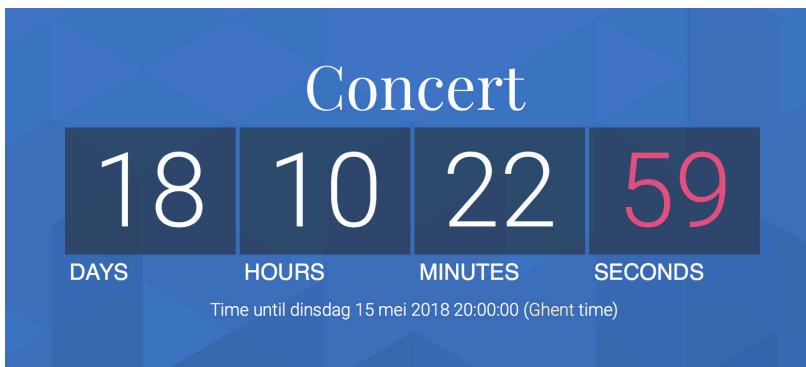 Concert
18 10 22 59
DAYS HOURS MINUTES SECONDS
Time until dinsdag 15 mei 2018 20:00:00 (Ghent time)